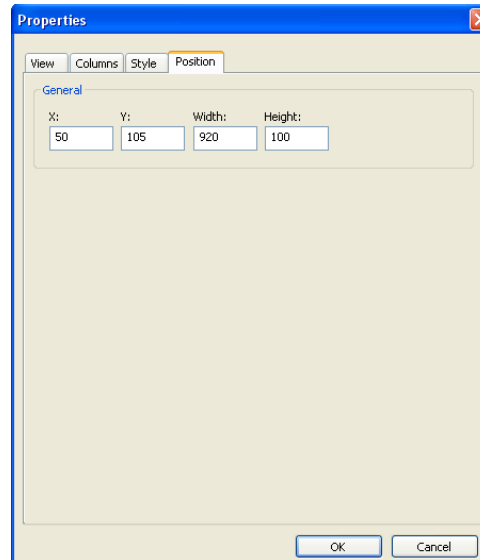 Properties
View Columns Style Position
General
X: Y: Width: Height:
50 105 920 100
OK Cancel